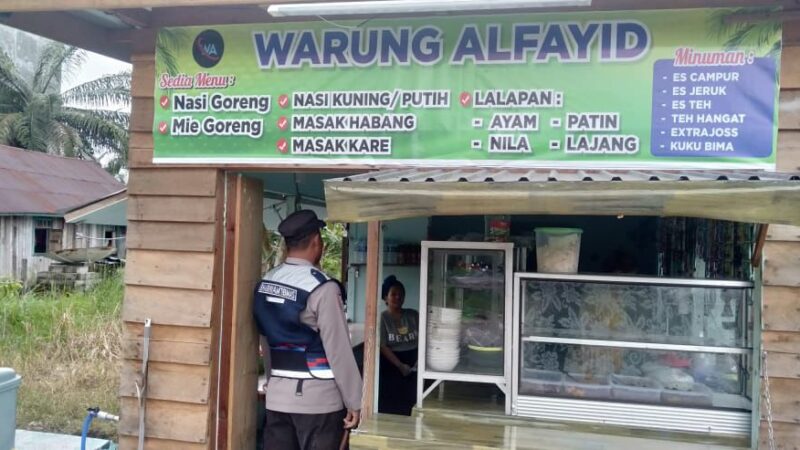 WA
WARUNG ALFAYID
Sedia Menu :
Nasi Goreng
Mie Goreng
NASI KUNING/ PUTIH
MASAK HABANG
MASAK KARE
LALAPAN :
- AYAM - PATIN
- NILA - LAJANG
Minuman :
- ES CAMPUR
- ES JERUK
- ES TEH
- TEH HANGAT
- EXTRAJOSS
- KUKU BIMA
BEAR